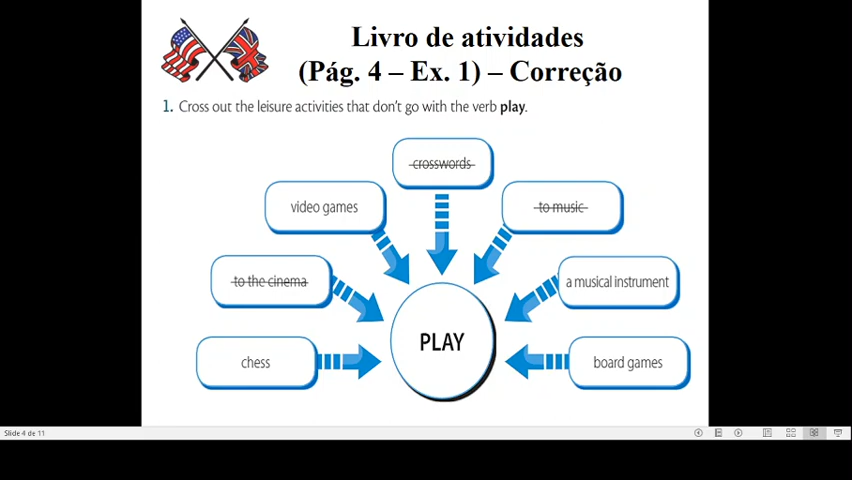 Livro de atividades
(Pág. 4 – Ex. 1) – Correção
1. Cross out the leisure activities that don't go with the verb play.
crosswords
video games
to music
to the cinema
a musical instrument
PLAY
chess
board games
Slide 4 de 11